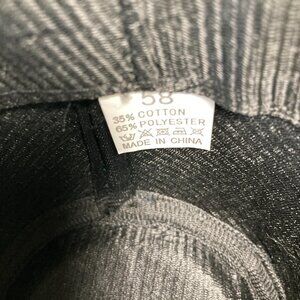 58
35% COTTON
65% POLYESTER
MADE IN CHINA